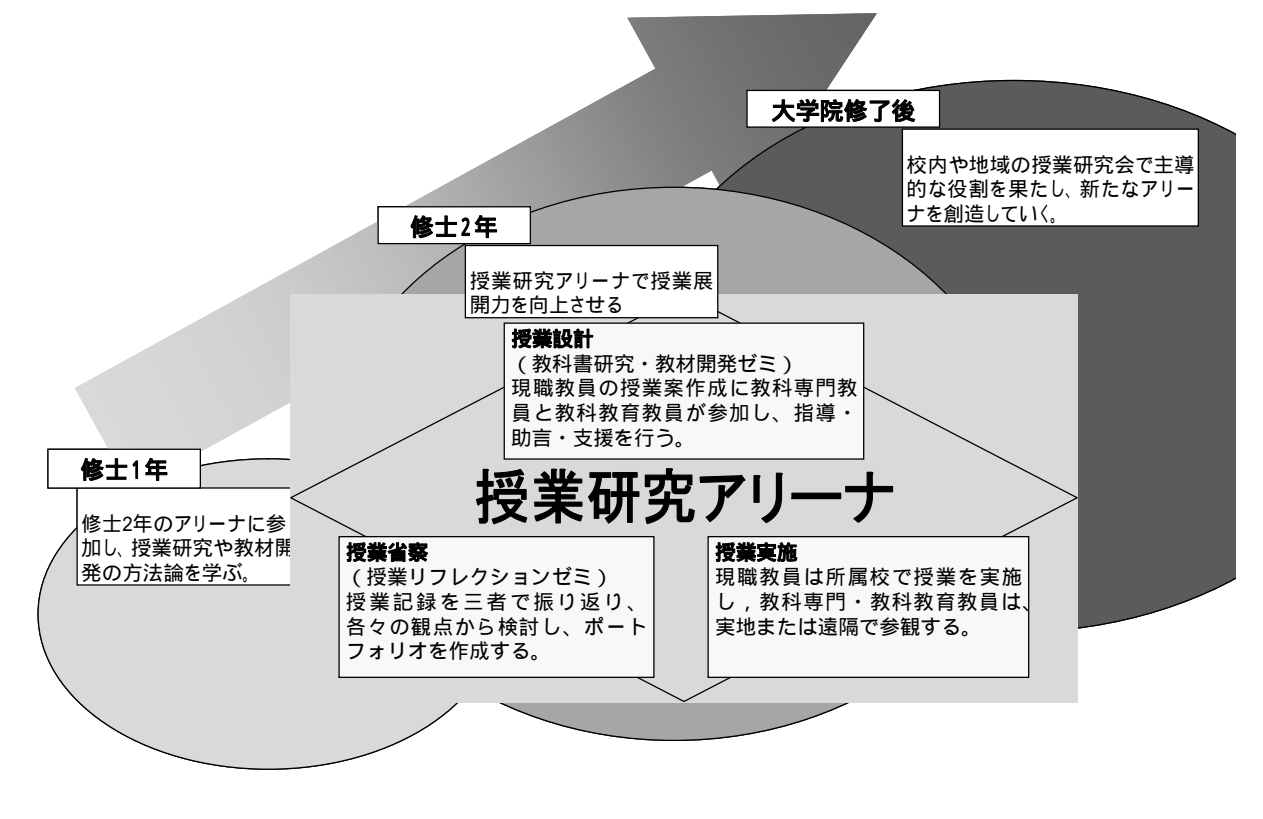 大学院修了後
校内や地域の授業研究会で主導
的な役割を果たし、新たなアリー
ナを創造していく。
修士2年
授業研究アリーナで授業展
開力を向上させる
授業設計
（教科書研究・教材開発ゼミ）
現職教員の授業案作成に教科専門教
員と教科教育教員が参加し、指導・
助言・支援を行う。
修士1年
修士2年のアリーナに参
加し、授業研究や教材開
発の方法論を学ぶ。
授業研究アリーナ
授業省察
（授業リフレクションゼミ）
授業記録を三者で振り返り、
各々の観点から検討し、ポート
フォリオを作成する。
授業実施
現職教員は所属校で授業を実施
し，教科専門・教科教育教員は、
実地または遠隔で参観する。